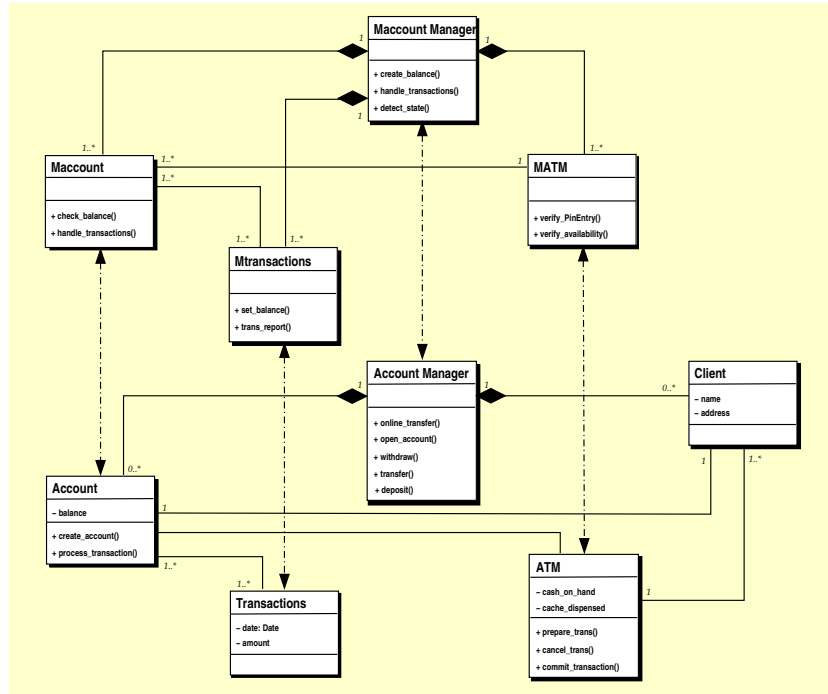 Maccount Manager
+ create_balance()
+ handle_transactions()
+ detect_state()
1
1
1
1..*
1..*
Maccount
+ check_balance()
+ handle_transactions()
1..*
1
1..*
MATM
+ verify_PinEntry()
+ verify_availability()
1..*
1..*
Mtransactions
+ set_balance()
+ trans_report()
Account Manager
+ online_transfer()
+ open_account()
+ withdraw()
+ transfer()
+ deposit()
1
1
0..*
Client
– name
– address
0..*
1
1..*
Account
– balance
+ create_account()
+ process_transaction()
1
1..*
1..*
Transactions
– date: Date
– amount
ATM
– cash_on_hand
– cache_dispensed
+ prepare_trans()
+ cancel_trans()
+ commit_transaction()
1